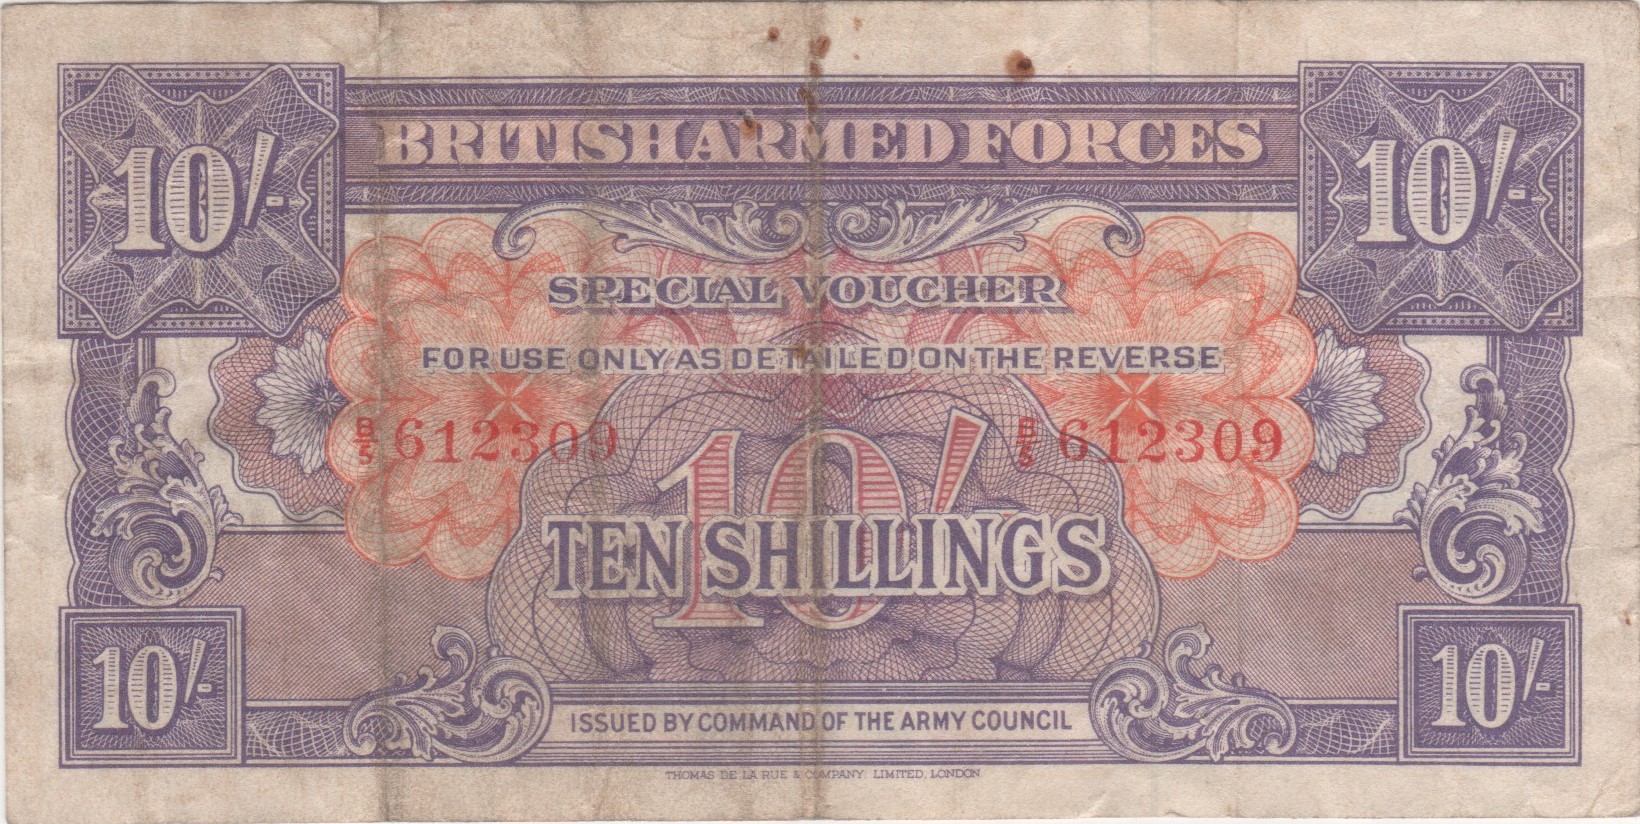 10/- BRITISH ARMED FORCES 10/-
SPECIAL VOUCHER
FOR USE ONLY AS DETAILED ON THE REVERSE
B/5 612309 B/5 612309
10/-
TEN SHILLINGS
10/- ISSUED BY COMMAND OF THE ARMY COUNCIL 10/-
THOMAS DE LA RUE & COMPANY, LIMITED, LONDON